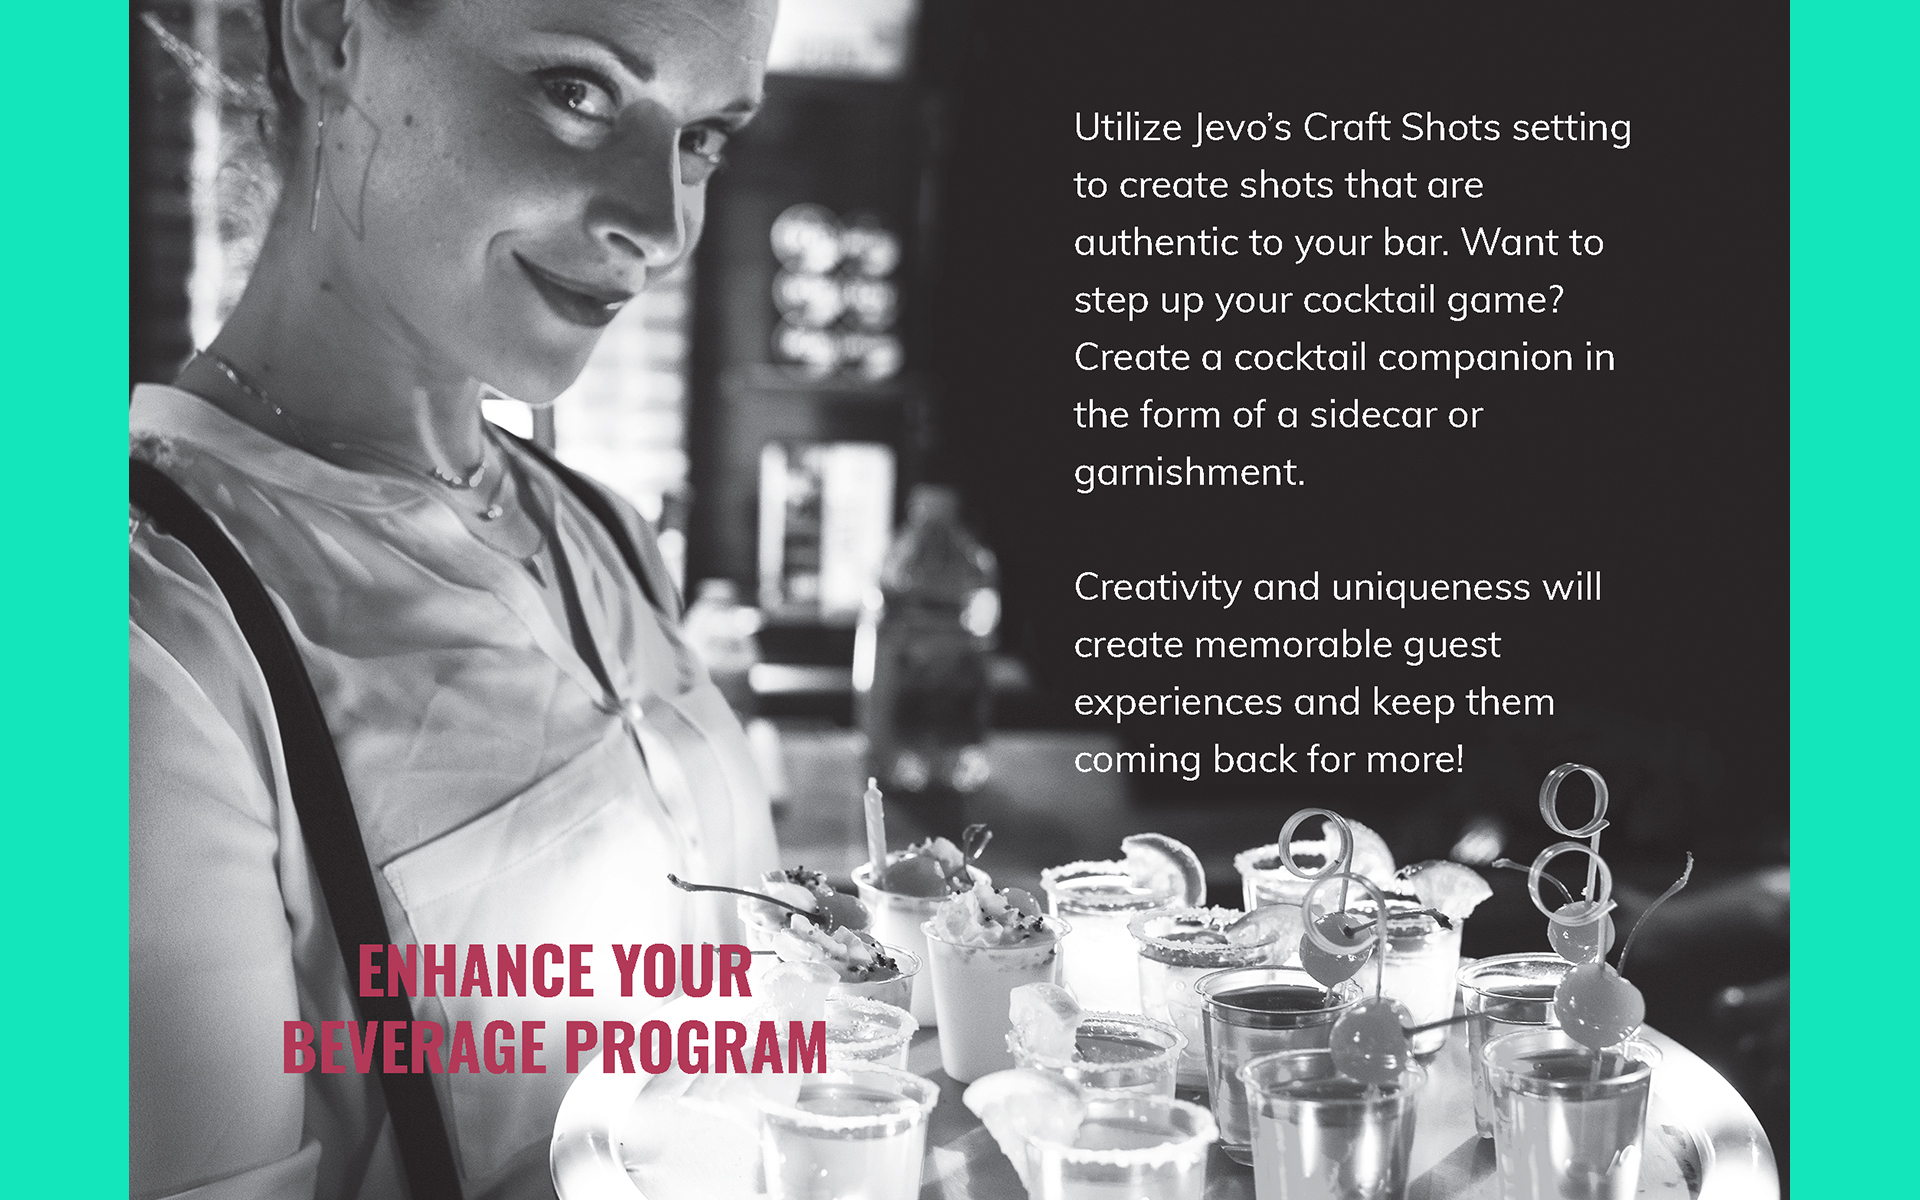 Utilize Jevo’s Craft Shots setting
to create shots that are
authentic to your bar. Want to
step up your cocktail game?
Create a cocktail companion in
the form of a sidecar or
garnishment.
Creativity and uniqueness will
create memorable guest
experiences and keep them
coming back for more!
ENHANCE YOUR
BEVERAGE PROGRAM